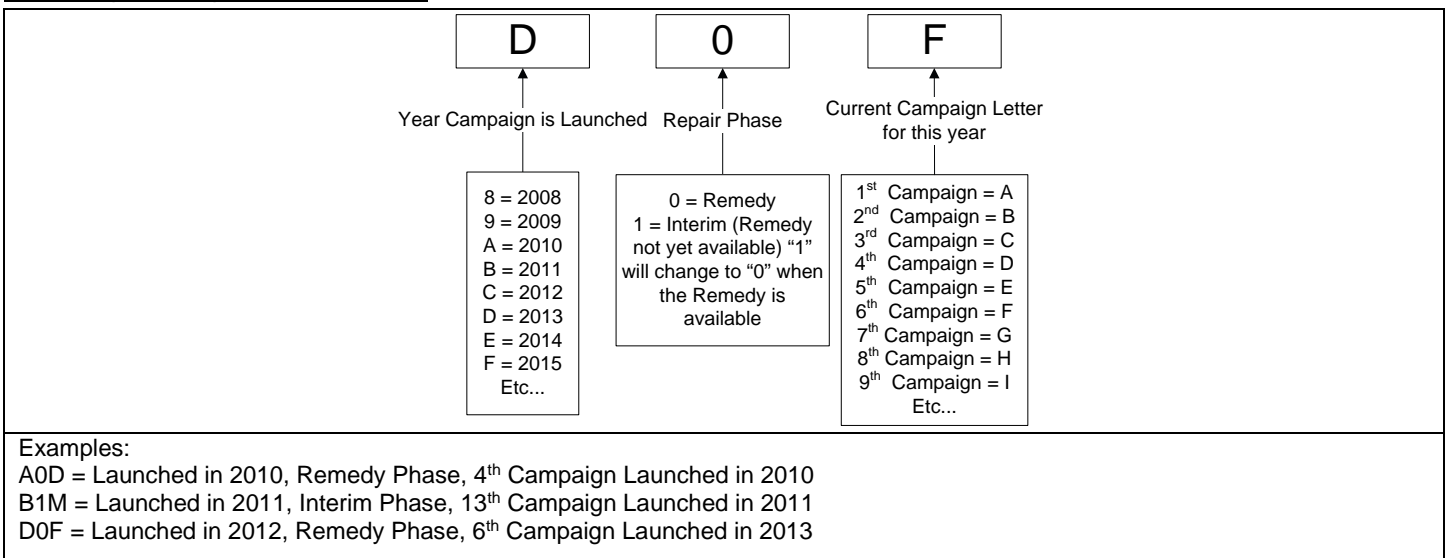 D
0
F
Year Campaign is Launched
Repair Phase
Current Campaign Letter
for this year
8 = 2008
9 = 2009
A = 2010
B = 2011
C = 2012
D = 2013
E = 2014
F = 2015
Etc...
0 = Remedy
1 = Interim (Remedy
not yet available) “1”
will change to “0” when
the Remedy is
available
1st Campaign = A
2nd Campaign = B
3rd Campaign = C
4th Campaign = D
5th Campaign = E
6th Campaign = F
7th Campaign = G
8th Campaign = H
9th Campaign = I
Etc...
Examples:
A0D = Launched in 2010, Remedy Phase, 4th Campaign Launched in 2010
B1M = Launched in 2011, Interim Phase, 13th Campaign Launched in 2011
D0F = Launched in 2012, Remedy Phase, 6th Campaign Launched in 2013